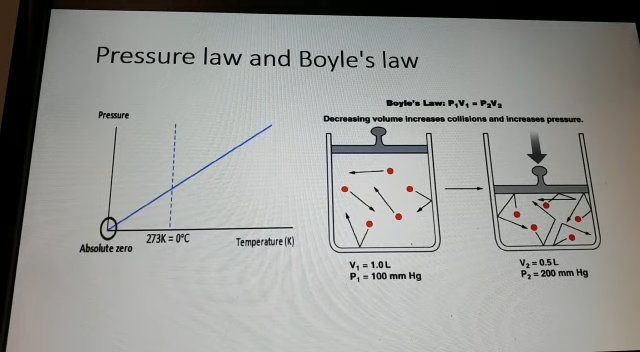 Pressure law and Boyle's law
Pressure
Absolute zero
273K = 0°C
Temperature (K)
Boyle's Law: P₁V₁ = P₂V₂
Decreasing volume increases collisions and increases pressure.
V₁ = 1.0 L
P₁ = 100 mm Hg
V₂ = 0.5 L
P₂ = 200 mm Hg